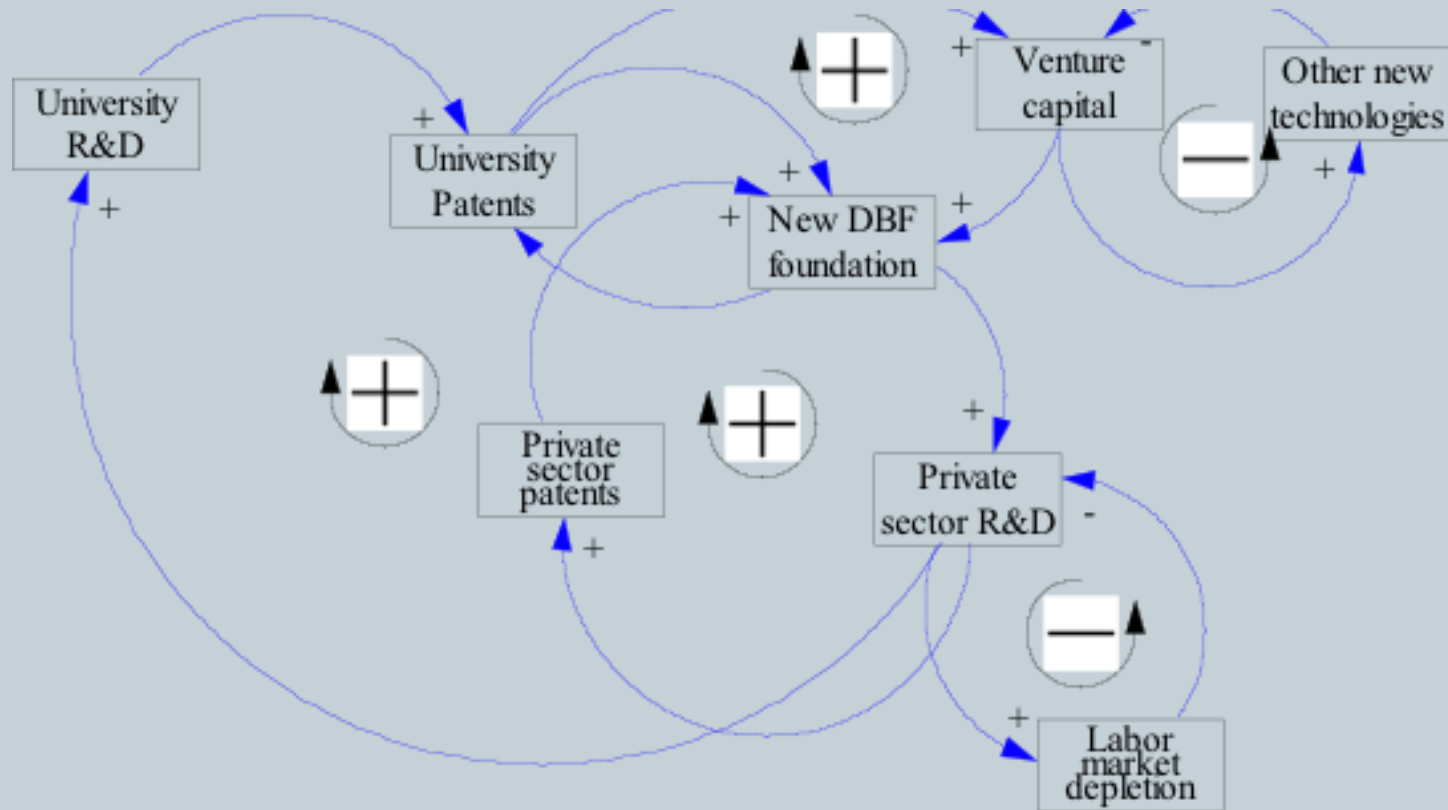 University
R&D
+
+
University
Patents
+
+
New DBF
foundation
+
Venture
capital
+
-
Other new
technologies
+
+
+
Private
sector
patents
+
Private
sector R&D
+
-
Labor
market
depletion
+
+
+
+
−
−